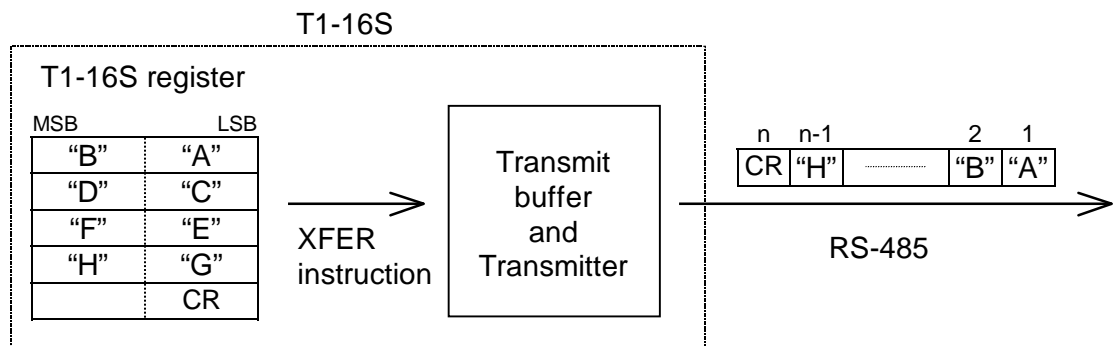 T1-16S
T1-16S register
MSB LSB
“B” “A”
“D” “C”
“F” “E”
“H” “G”
CR
XFER
instruction
Transmit
buffer
and
Transmitter
n n-1 2 1
CR “H” “B” “A”
RS-485